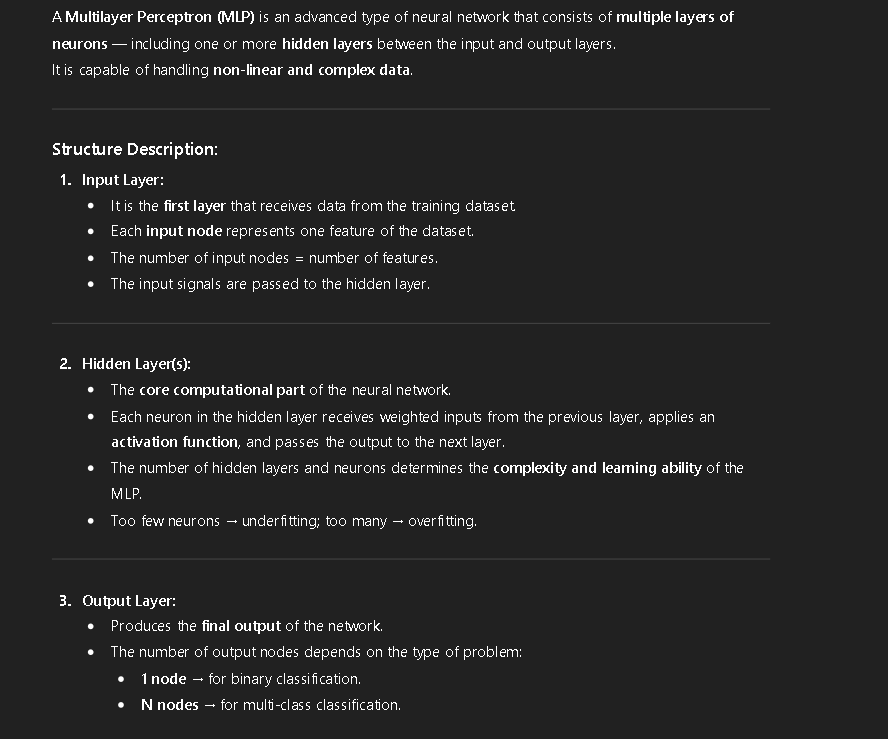 A Multilayer Perceptron (MLP) is an advanced type of neural network that consists of multiple layers of
neurons — including one or more hidden layers between the input and output layers.
It is capable of handling non-linear and complex data.
Structure Description:
1. Input Layer:
• It is the first layer that receives data from the training dataset.
• Each input node represents one feature of the dataset.
• The number of input nodes = number of features.
• The input signals are passed to the hidden layer.
2. Hidden Layer(s):
• The core computational part of the neural network.
• Each neuron in the hidden layer receives weighted inputs from the previous layer, applies an
activation function, and passes the output to the next layer.
• The number of hidden layers and neurons determines the complexity and learning ability of the
MLP.
• Too few neurons → underfitting; too many → overfitting.
3. Output Layer:
• Produces the final output of the network.
• The number of output nodes depends on the type of problem:
• 1 node → for binary classification.
• N nodes → for multi-class classification.